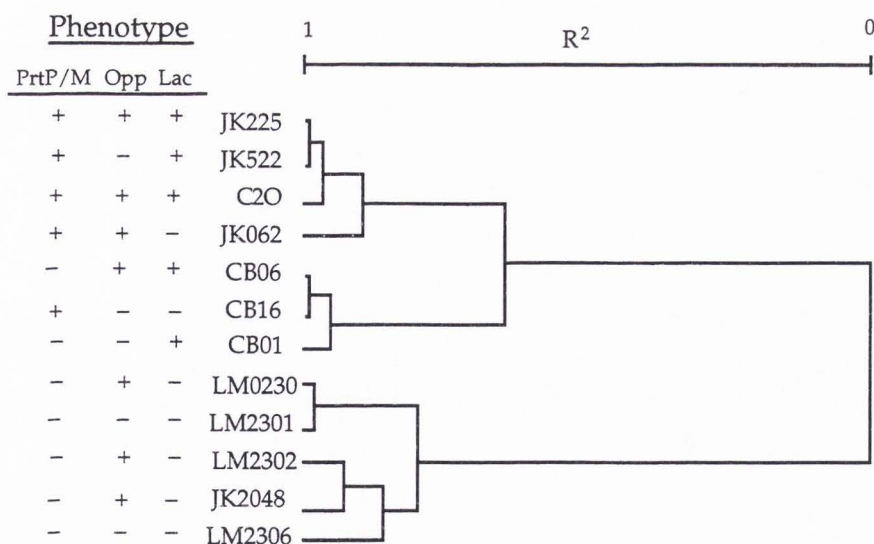 Phenotype
1 R² 0
PrtP/M Opp Lac
+ + + JK225
+ – + JK522
+ + + C2O
+ + – JK062
– + + CB06
+ – – CB16
– – + CB01
– + – LM0230
– – – LM2301
– + – LM2302
– + – JK2048
– – – LM2306